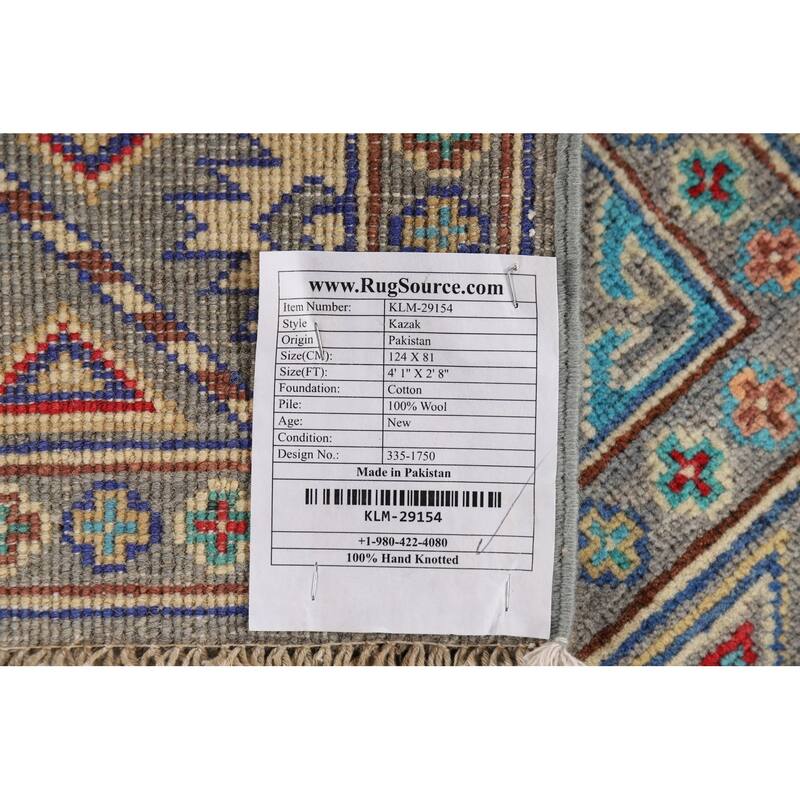 www.RugSource.com
Item Number: KLM-29154
Style Kazak
Origin Pakistan
Size(CM): 124 X 81
Size(FT): 4' 1" X 2' 8"
Foundation: Cotton
Pile: 100% Wool
Age: New
Condition:
Design No.: 335-1750
Made in Pakistan
KLM-29154
+1-980-422-4080
100% Hand Knotted